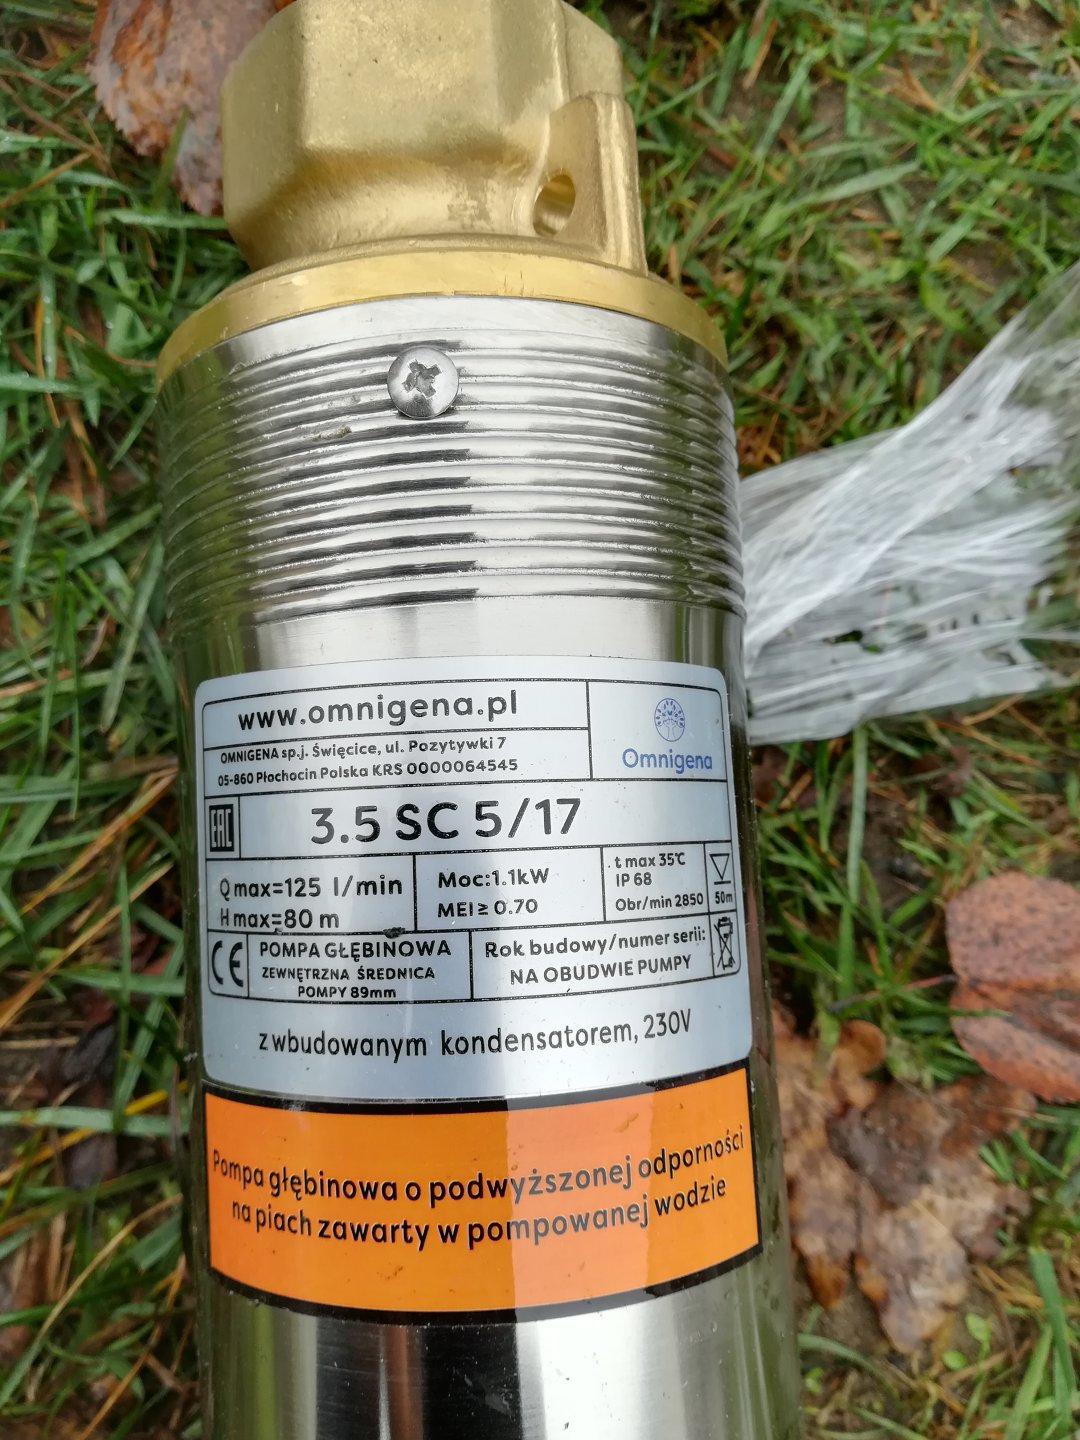 www.omnigena.pl
OMNIGENA sp.j. Święcice, ul. Pozytywki 7
05-860 Płochocin Polska KRS 0000064545
Omnigena
EAC
3.5 SC 5/17
Q max=125 l/min
H max=80 m
Moc:1.1kW
MEI ≥ 0.70
t max 35℃
IP 68
Obr/min 2850
50m
CE
POMPA GŁĘBINOWA
ZEWNĘTRZNA ŚREDNICA
POMPY 89mm
Rok budowy/numer serii:
NA OBUDWIE PUMPY
z wbudowanym kondensatorem, 230V
Pompa głębinowa o podwyższonej odporności
na piach zawarty w pompowanej wodzie